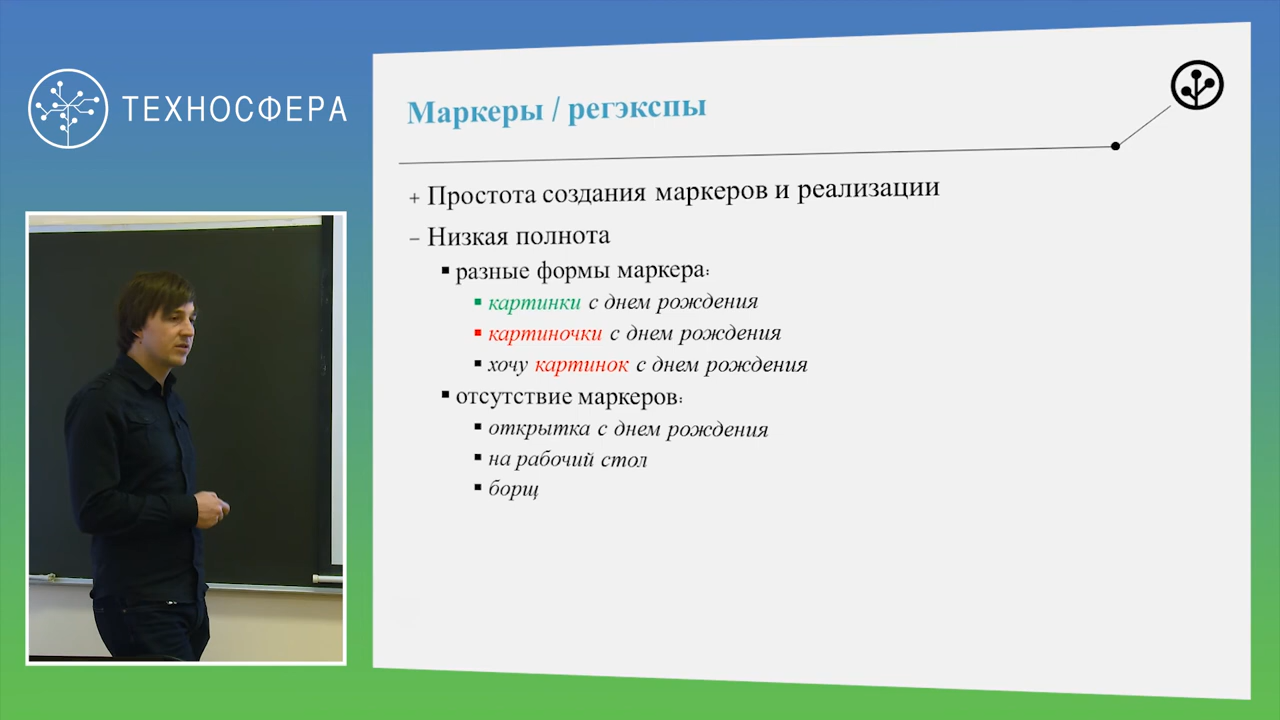 ТЕХНОСФЕРА
Маркеры / регэкспы
+ Простота создания маркеров и реализации
– Низкая полнота
▪ разные формы маркера:
▪ картинки с днем рождения
▪ картиночки с днем рождения
▪ хочу картинок с днем рождения
▪ отсутствие маркеров:
▪ открытка с днем рождения
▪ на рабочий стол
▪ борщ